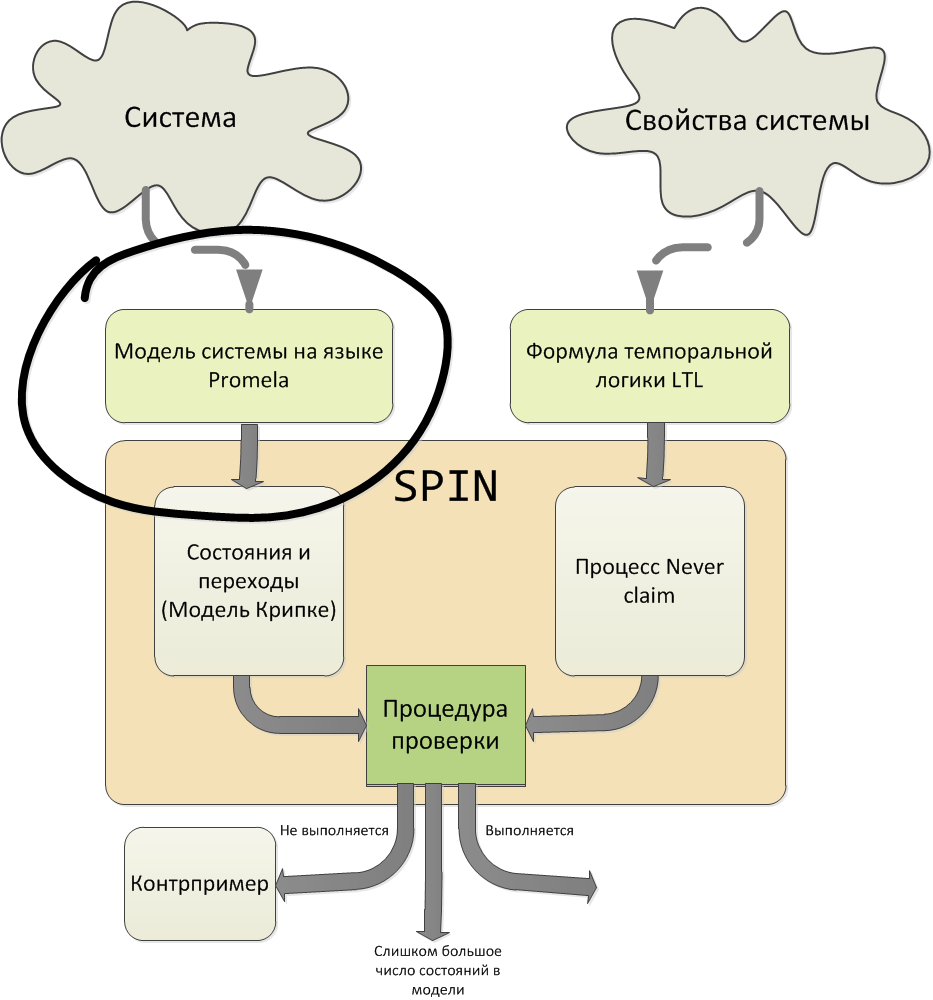 Система
Свойства системы
Модель системы на языке
Promela
Формула темпоральной
логики LTL
SPIN
Состояния и
переходы
(Модель Крипке)
Процесс Never
claim
Процедура
проверки
Не выполняется
Выполняется
Контрпример
Слишком большое
число состояний в
модели